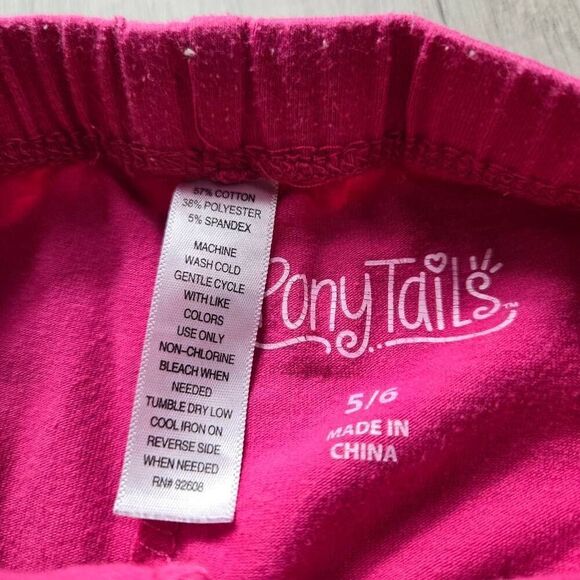 57% COTTON
38% POLYESTER
5% SPANDEX
MACHINE
WASH COLD
GENTLE CYCLE
WITH LIKE
COLORS
USE ONLY
NON-CHLORINE
BLEACH WHEN
NEEDED
TUMBLE DRY LOW
COOL IRON ON
REVERSE SIDE
WHEN NEEDED
RN# 92608
PonyTails™
5/6
MADE IN
CHINA